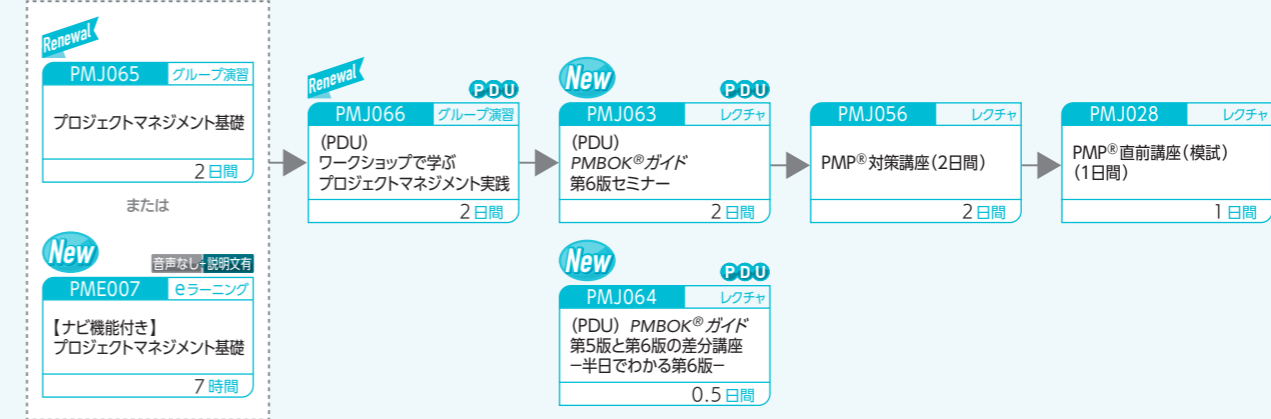 Renewal
PMJ065 グループ演習
プロジェクトマネジメント基礎
2日間
または
New
音声なし+説明文有
PME007 eラーニング
【ナビ機能付き】
プロジェクトマネジメント基礎
7時間
Renewal
PDU
PMJ066 グループ演習
(PDU)
ワークショップで学ぶ
プロジェクトマネジメント実践
2日間
New
PDU
PMJ063 レクチャ
(PDU)
PMBOK®ガイド
第6版セミナー
2日間
New
PDU
PMJ064 レクチャ
(PDU) PMBOK®ガイド
第5版と第6版の差分講座
−半日でわかる第6版−
0.5日間
PMJ056 レクチャ
PMP®対策講座(2日間)
2日間
PMJ028 レクチャ
PMP®直前講座(模試)
(1日間)
1日間